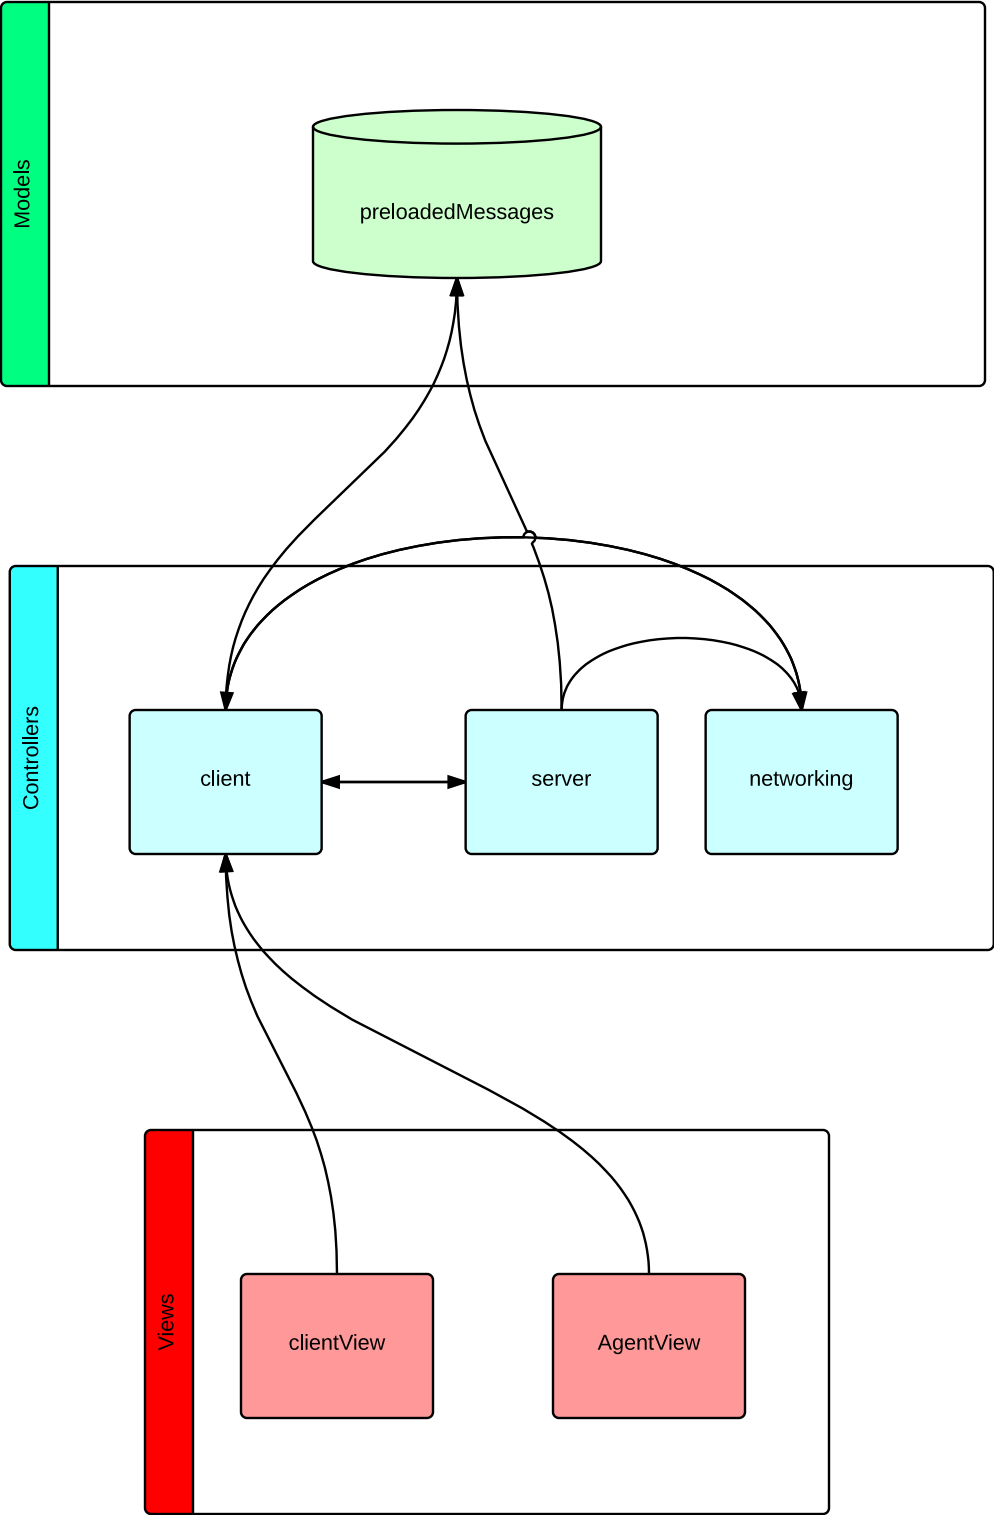 Models
preloadedMessages
Controllers
client
server
networking
Views
clientView
AgentView